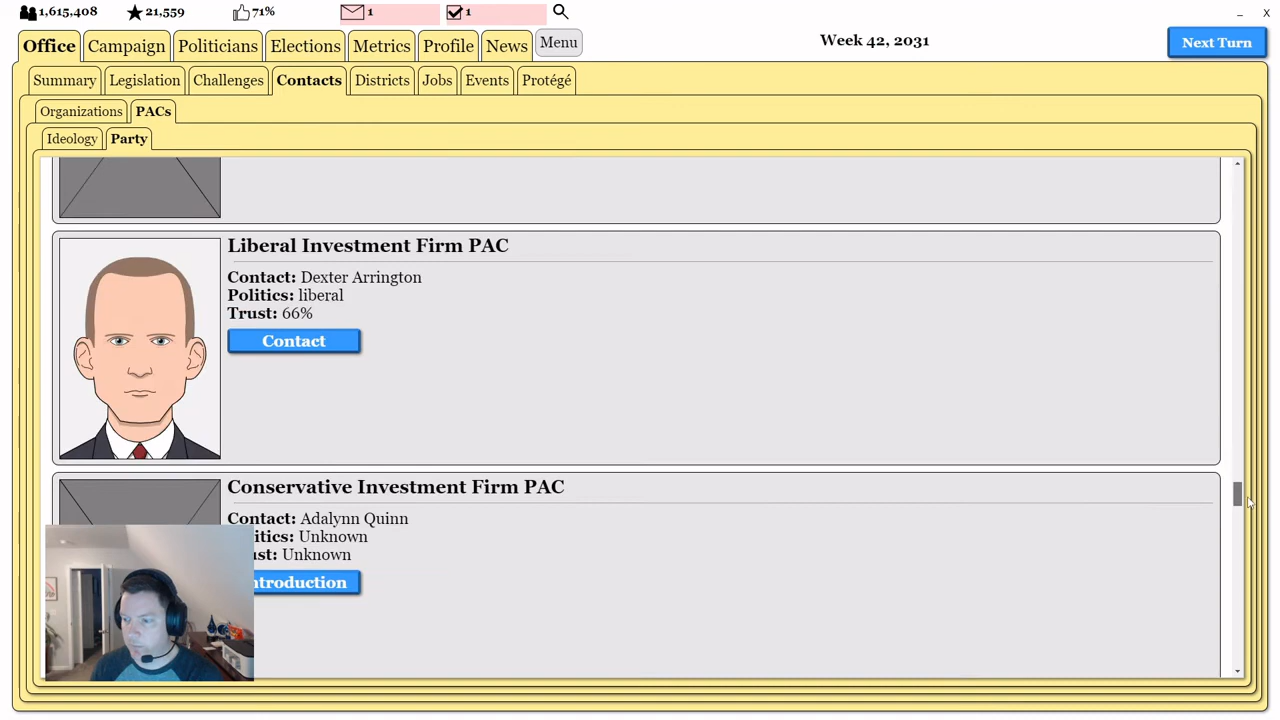 1,615,408 21,559 71% 1 1
Office Campaign Politicians Elections Metrics Profile News Menu Week 42, 2031 Next Turn
Summary Legislation Challenges Contacts Districts Jobs Events Protégé
Organizations PACs
Ideology Party
Liberal Investment Firm PAC
Contact: Dexter Arrington
Politics: liberal
Trust: 66%
Contact
Conservative Investment Firm PAC
Contact: Adalynn Quinn
itics: Unknown
ust: Unknown
ntroduction